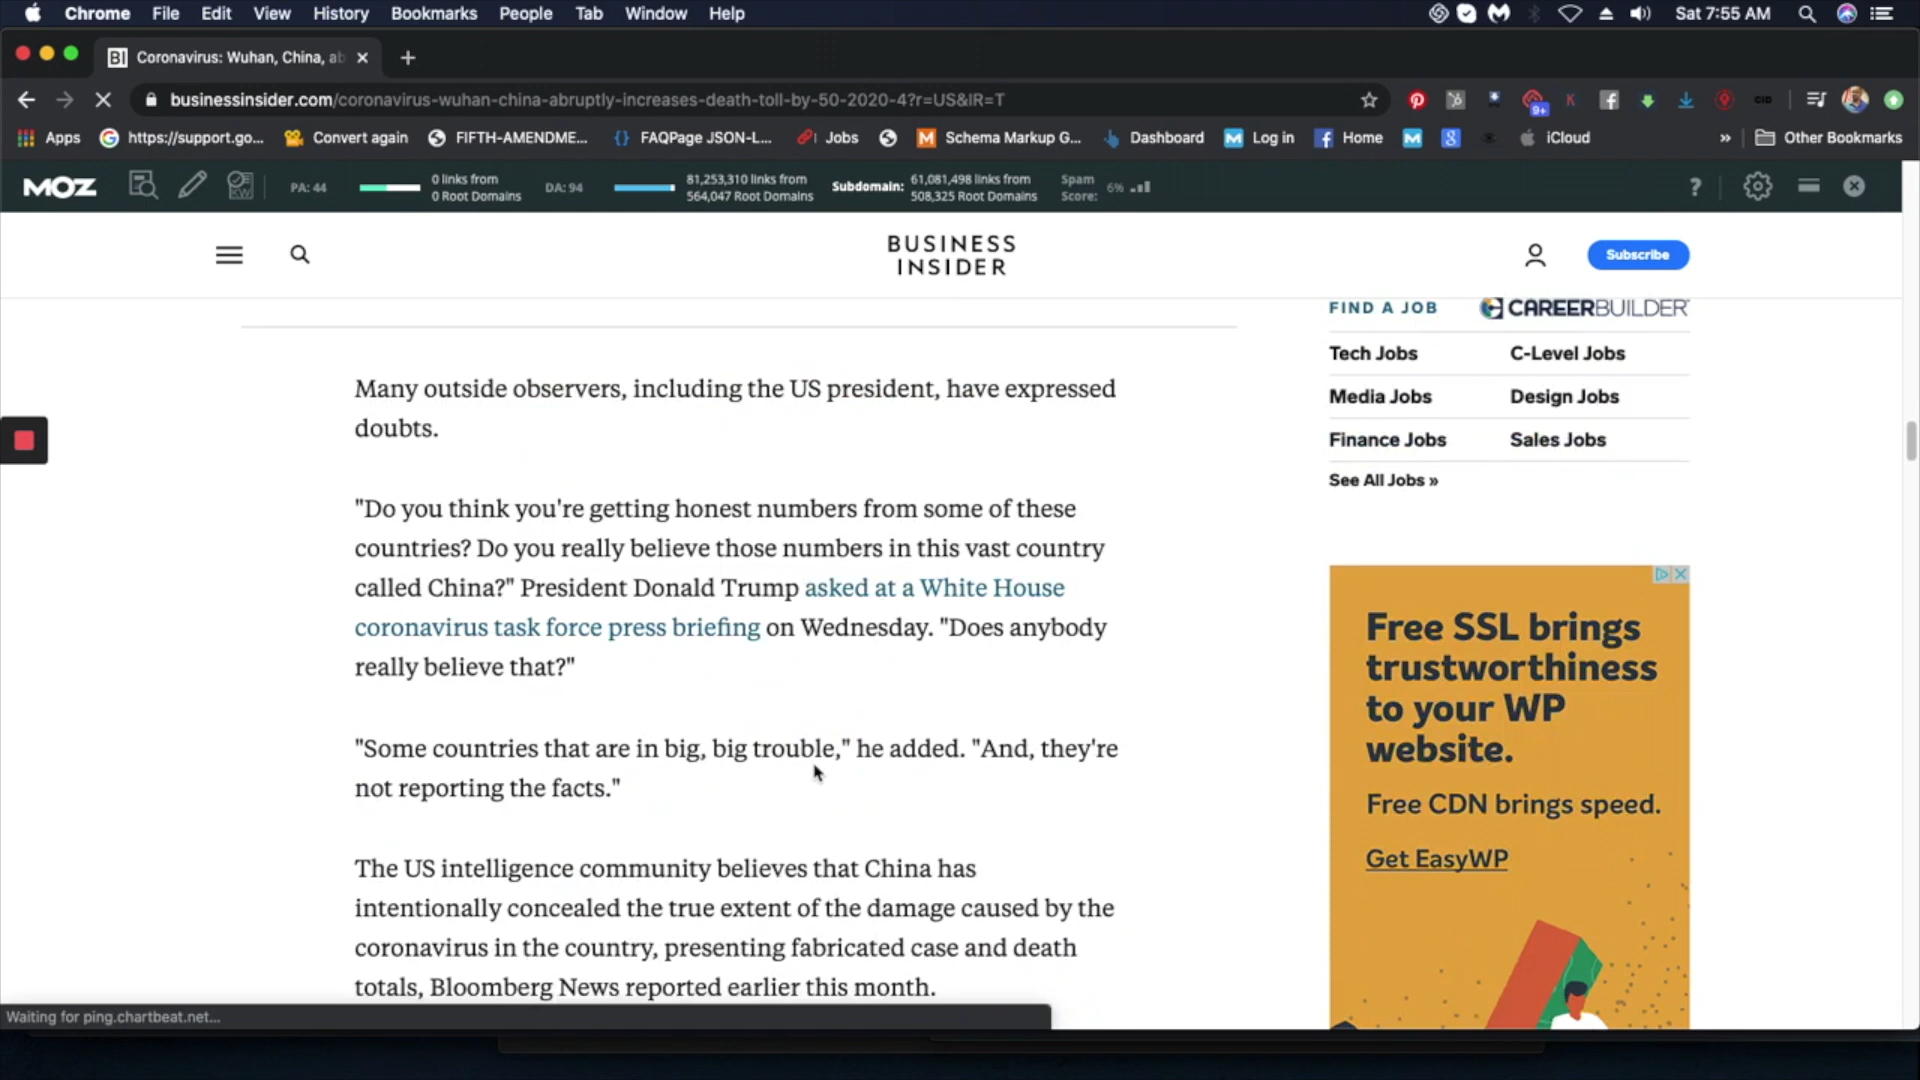 Chrome File Edit View History Bookmarks People Tab Window Help Sat 7:55 AM
BI Coronavirus: Wuhan, China, ab
businessinsider.com/coronavirus-wuhan-china-abruptly-increases-death-toll-by-50-2020-4?r=US&IR=T
9+ K CID
Apps https://support.go... Convert again FIFTH-AMENDME... FAQPage JSON-L... Jobs Schema Markup G... Dashboard Log in Home iCloud » Other Bookmarks
MOZ PA: 44 0 links from DA: 94 81,253,310 links from Subdomain: 61,081,498 links from Spam 6%
0 Root Domains 564,047 Root Domains 508,325 Root Domains Score:
BUSINESS
INSIDER
Subscribe
FIND A JOB CAREERBUILDER
Tech Jobs C-Level Jobs
Media Jobs Design Jobs
Finance Jobs Sales Jobs
See All Jobs »
Many outside observers, including the US president, have expressed
doubts.
"Do you think you're getting honest numbers from some of these
countries? Do you really believe those numbers in this vast country
called China?" President Donald Trump asked at a White House
coronavirus task force press briefing on Wednesday. "Does anybody
really believe that?"
"Some countries that are in big, big trouble," he added. "And, they're
not reporting the facts."
The US intelligence community believes that China has
intentionally concealed the true extent of the damage caused by the
coronavirus in the country, presenting fabricated case and death
totals, Bloomberg News reported earlier this month.
Free SSL brings
trustworthiness
to your WP
website.
Free CDN brings speed.
Get EasyWP
Waiting for ping.chartbeat.net...